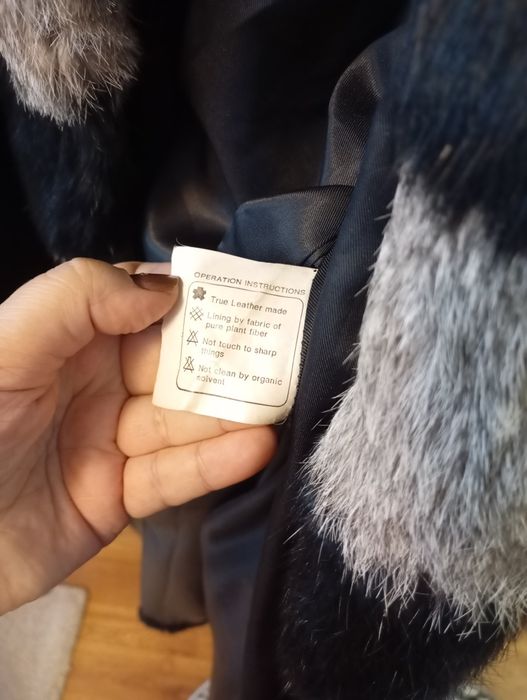 OPERATION INSTRUCTIONS
True Leather made
Lining by fabric of
pure plant fiber
Not touch to sharp
things
Not clean by organic
solvent